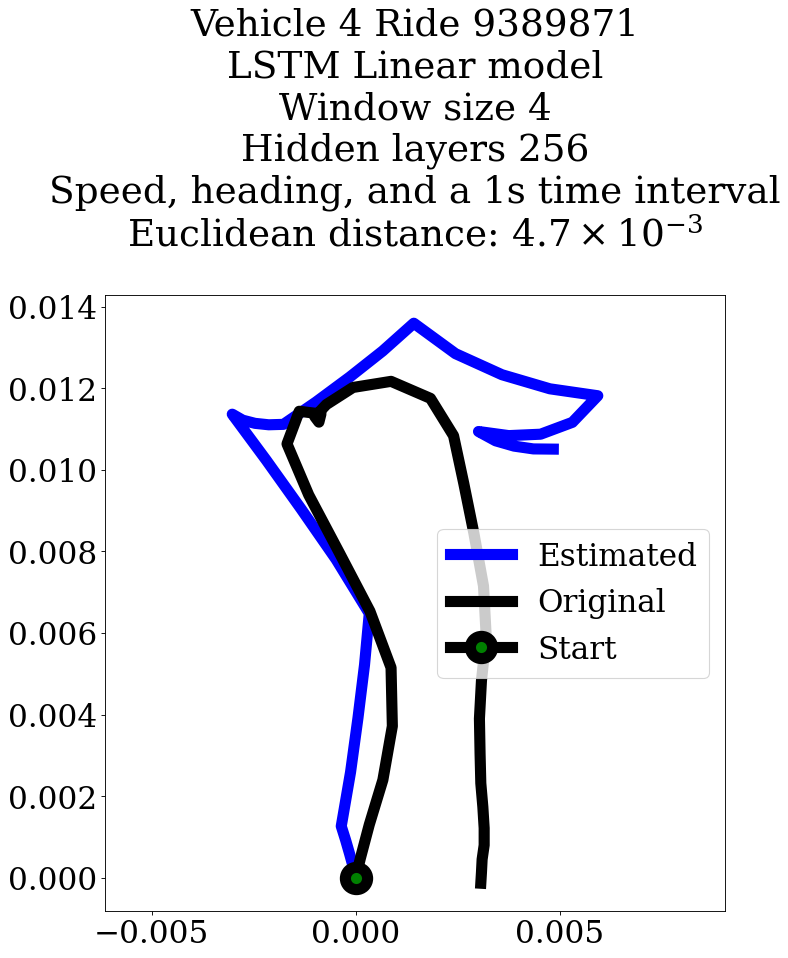 Vehicle 4 Ride 9389871
LSTM Linear model
Window size 4
Hidden layers 256
Speed, heading, and a 1s time interval
Euclidean distance: 4.7 × 10⁻³
0.014
0.012
0.010
0.008
0.006
0.004
0.002
0.000
Estimated
Original
Start
−0.005 0.000 0.005